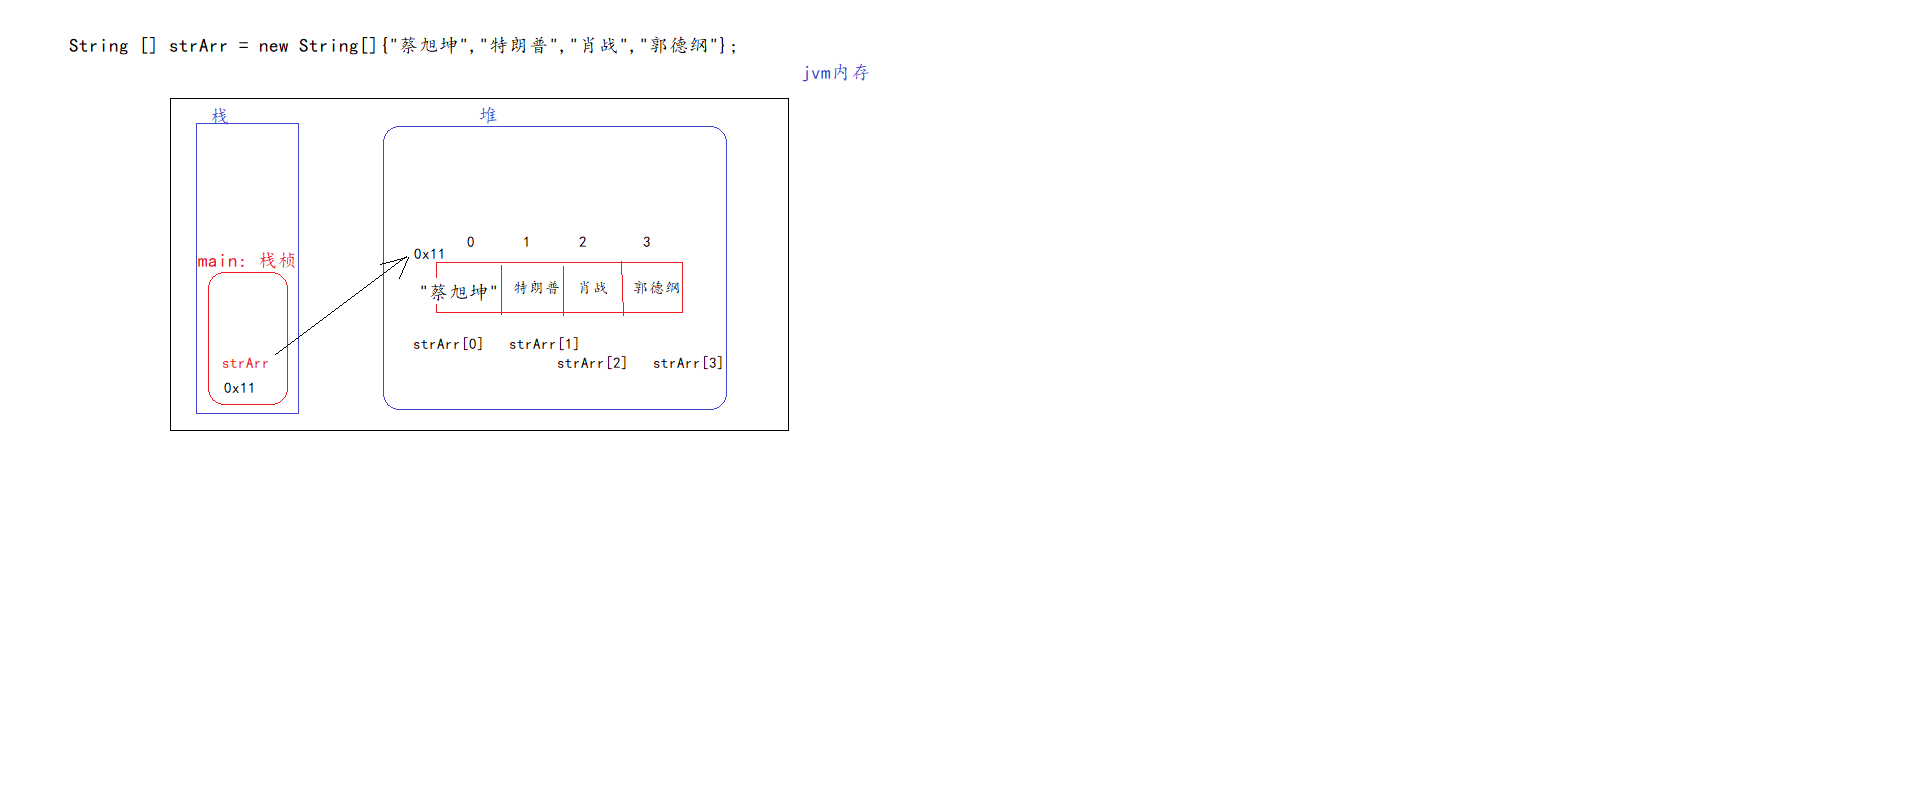 String [] strArr = new String[]{"蔡旭坤","特朗普","肖战","郭德纲"};
jvm内存
栈 堆
0 1 2 3
0x11
main: 栈桢
"蔡旭坤" 特朗普 肖战 郭德纲
strArr[0] strArr[1]
strArr strArr[2] strArr[3]
0x11